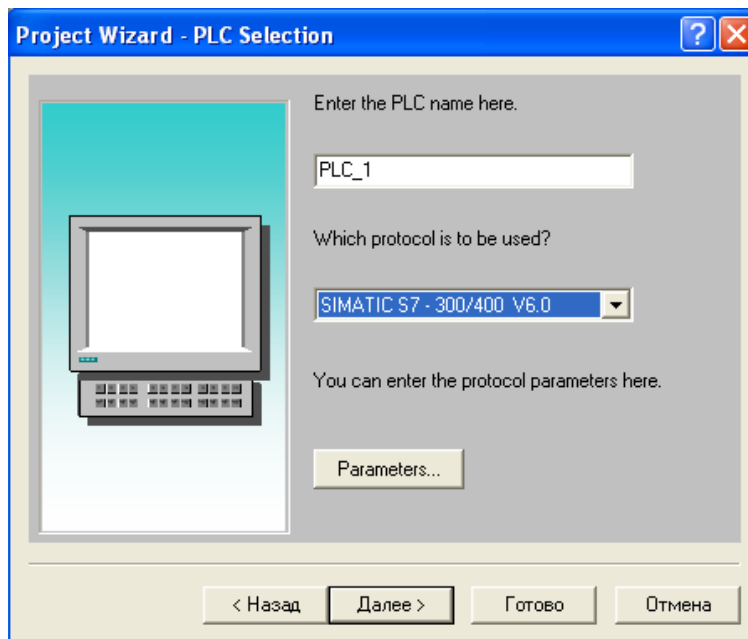 Project Wizard - PLC Selection
Enter the PLC name here.
PLC_1
Which protocol is to be used?
SIMATIC S7 - 300/400 V6.0
You can enter the protocol parameters here.
Parameters...
< Назад Далее > Готово Отмена